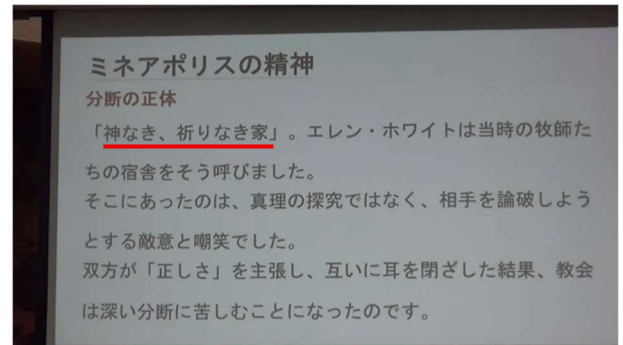 ミネアポリスの精神
分断の正体
「神なき、祈りなき家」。エレン・ホワイトは当時の牧師た
ちの宿舎をそう呼びました。
そこにあったのは、真理の探究ではなく、相手を論破しよう
とする敵意と嘲笑でした。
双方が「正しさ」を主張し、互いに耳を閉ざした結果、教会
は深い分断に苦しむことになったのです。